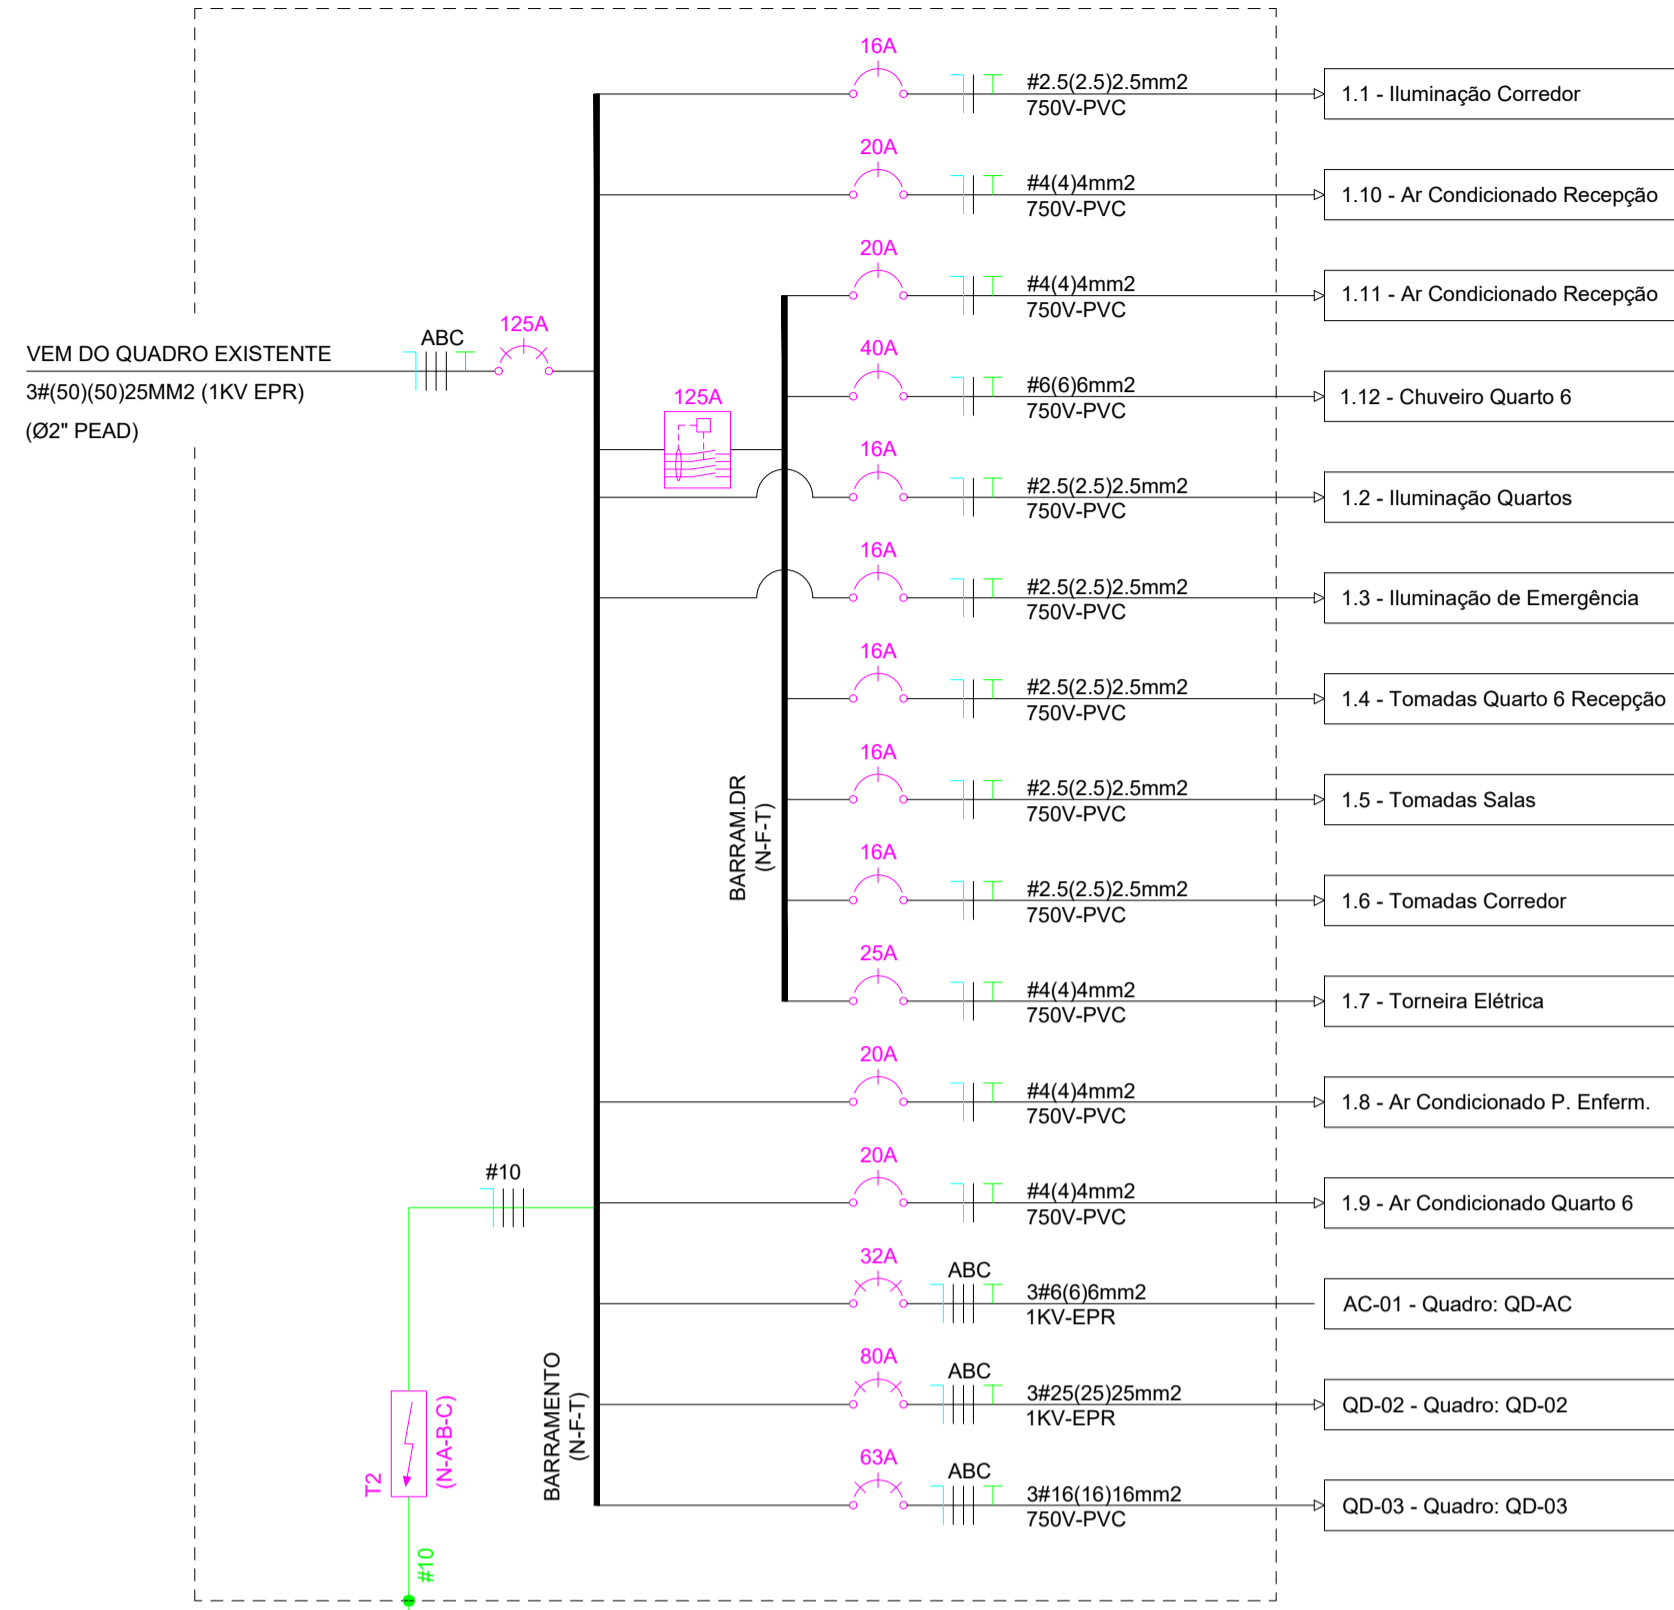 16A
#2.5(2.5)2.5mm2
750V-PVC
1.1 - Iluminação Corredor
20A
#4(4)4mm2
750V-PVC
1.10 - Ar Condicionado Recepção
20A
#4(4)4mm2
750V-PVC
1.11 - Ar Condicionado Recepção
VEM DO QUADRO EXISTENTE
3#(50)(50)25MM2 (1KV EPR)
(Ø2" PEAD)
ABC
125A
125A
40A
#6(6)6mm2
750V-PVC
1.12 - Chuveiro Quarto 6
16A
#2.5(2.5)2.5mm2
750V-PVC
1.2 - Iluminação Quartos
16A
#2.5(2.5)2.5mm2
750V-PVC
1.3 - Iluminação de Emergência
16A
#2.5(2.5)2.5mm2
750V-PVC
1.4 - Tomadas Quarto 6 Recepção
16A
#2.5(2.5)2.5mm2
750V-PVC
1.5 - Tomadas Salas
BARRAM.DR
(N-F-T)
16A
#2.5(2.5)2.5mm2
750V-PVC
1.6 - Tomadas Corredor
25A
#4(4)4mm2
750V-PVC
1.7 - Torneira Elétrica
20A
#4(4)4mm2
750V-PVC
1.8 - Ar Condicionado P. Enferm.
#10
20A
#4(4)4mm2
750V-PVC
1.9 - Ar Condicionado Quarto 6
32A
ABC
3#6(6)6mm2
1KV-EPR
AC-01 - Quadro: QD-AC
80A
ABC
3#25(25)25mm2
1KV-EPR
QD-02 - Quadro: QD-02
T2
(N-A-B-C)
BARRAMENTO
(N-F-T)
63A
ABC
3#16(16)16mm2
750V-PVC
QD-03 - Quadro: QD-03
#10